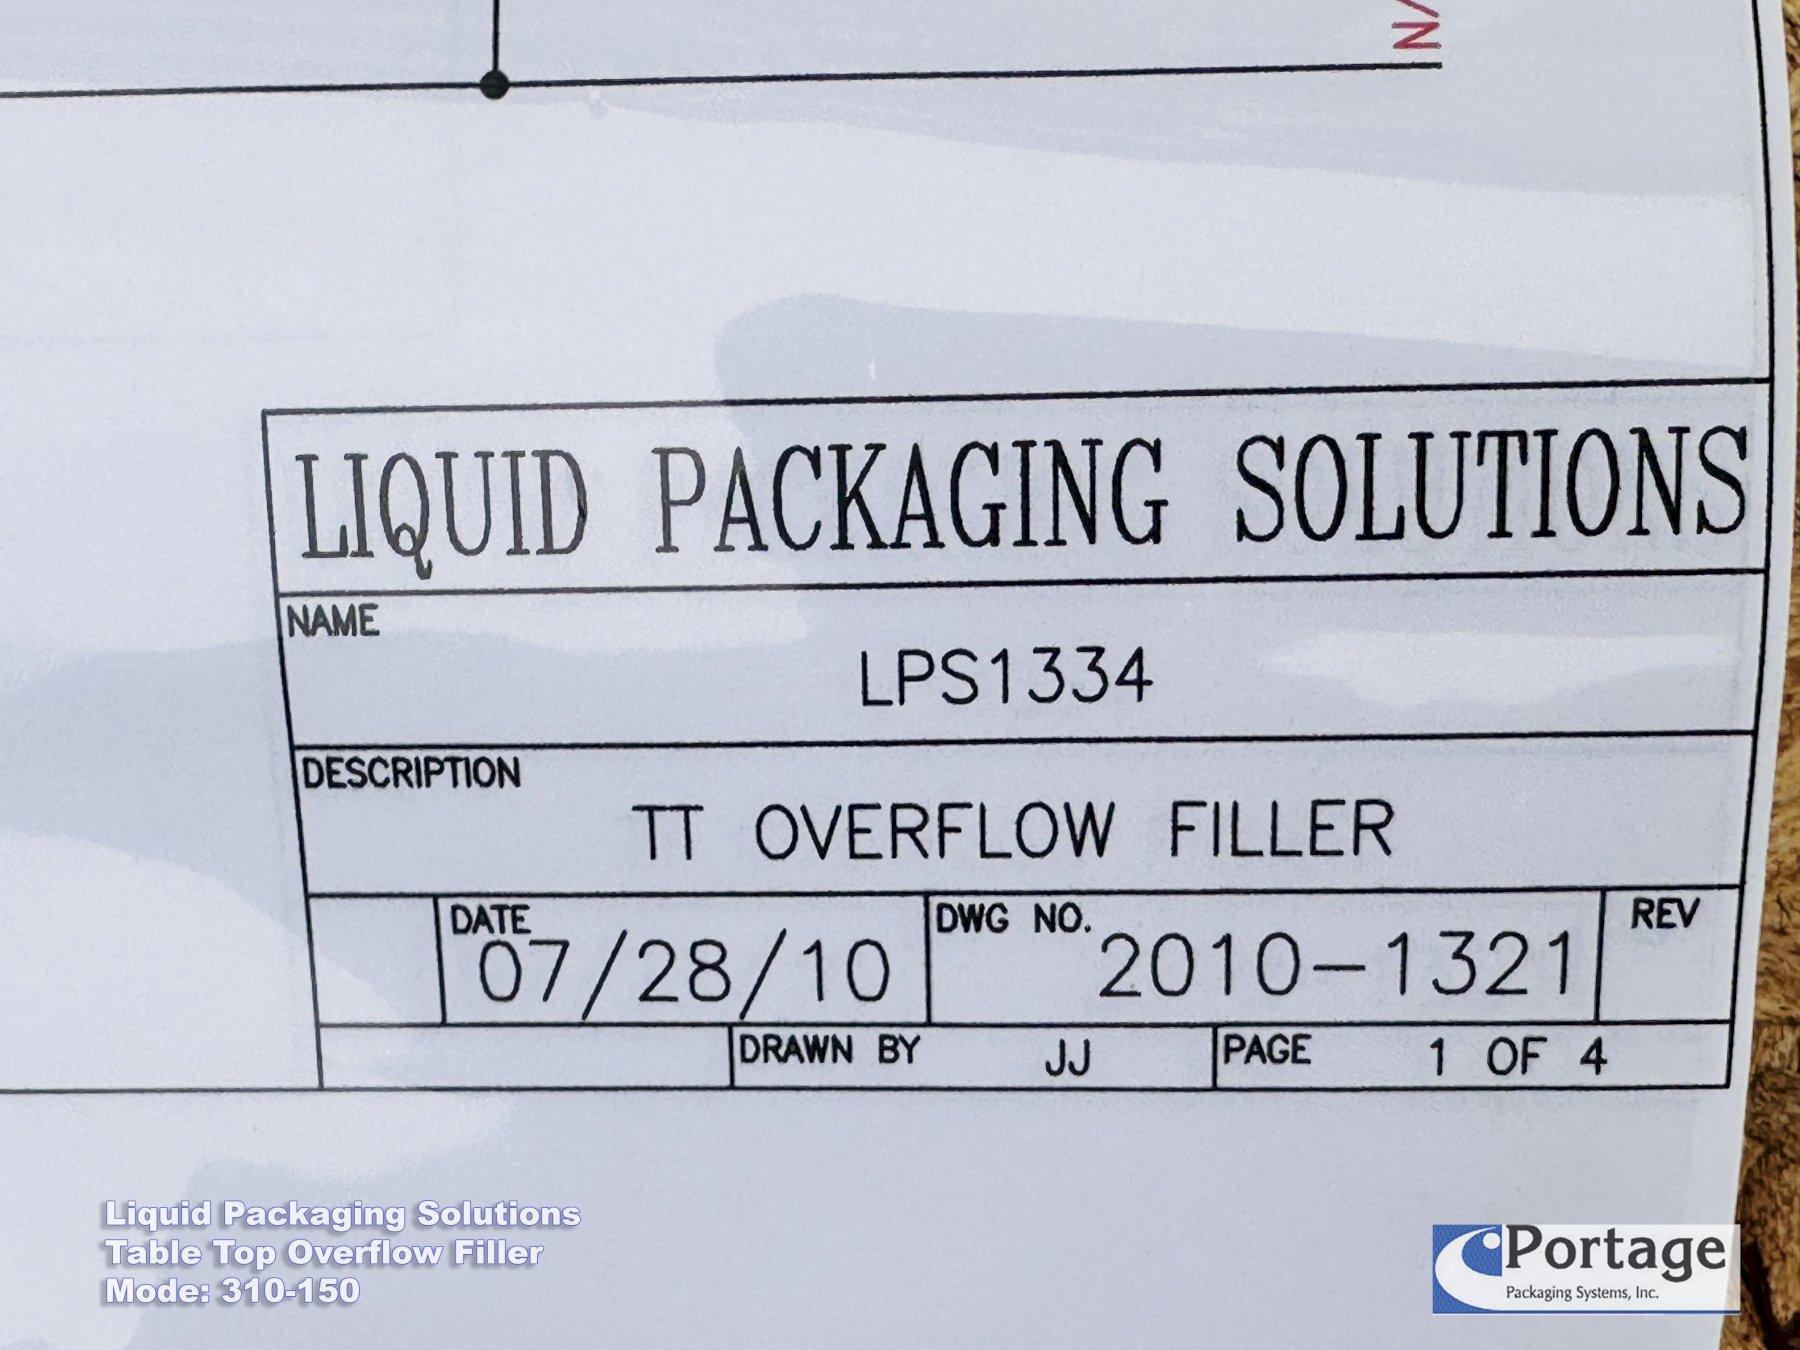 N/
LIQUID PACKAGING SOLUTIONS
NAME
LPS1334
DESCRIPTION
TT OVERFLOW FILLER
DATE
07/28/10
DWG NO.
2010-1321
REV
DRAWN BY JJ
PAGE 1 OF 4
Liquid Packaging Solutions
Table Top Overflow Filler
Mode: 310-150
Portage
Packaging Systems, Inc.